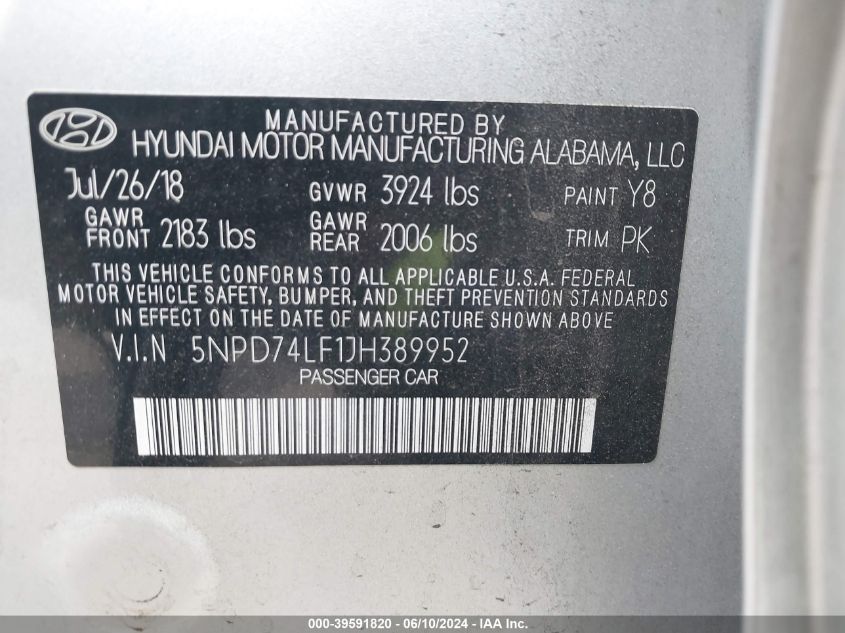 MANUFACTURED BY
HYUNDAI MOTOR MANUFACTURING ALABAMA, LLC
Jul/26/18 GVWR 3924 lbs PAINT Y8
GAWR FRONT 2183 lbs GAWR REAR 2006 lbs TRIM PK
THIS VEHICLE CONFORMS TO ALL APPLICABLE U.S.A. FEDERAL
MOTOR VEHICLE SAFETY, BUMPER, AND THEFT PREVENTION STANDARDS
IN EFFECT ON THE DATE OF MANUFACTURE SHOWN ABOVE
V.I.N 5NPD74LF1JH389952
PASSENGER CAR
000-39591820 - 06/10/2024 - IAA Inc.